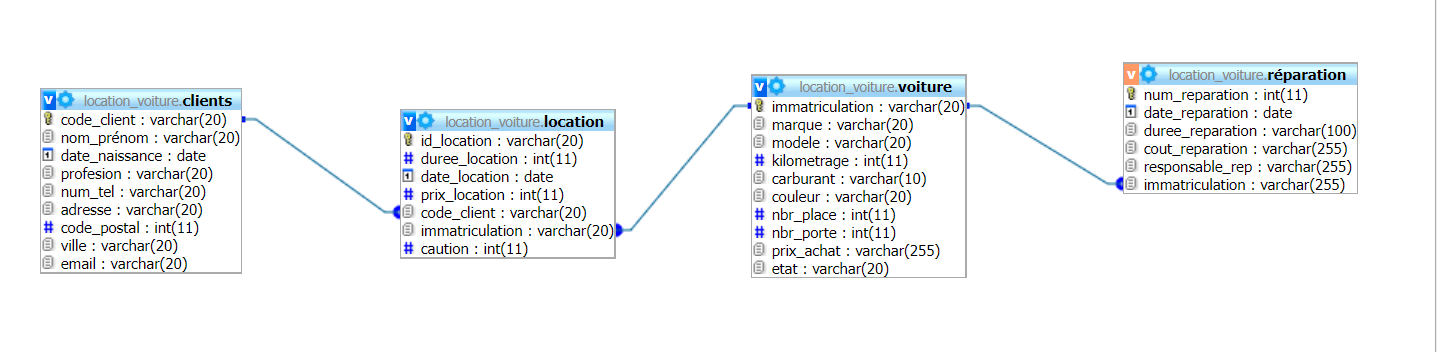 location_voiture.clients
code_client : varchar(20)
nom_prénom : varchar(20)
date_naissance : date
profesion : varchar(20)
num_tel : varchar(20)
adresse : varchar(20)
code_postal : int(11)
ville : varchar(20)
email : varchar(20)
location_voiture.location
id_location : varchar(20)
duree_location : int(11)
date_location : date
prix_location : int(11)
code_client : varchar(20)
immatriculation : varchar(20)
caution : int(11)
location_voiture.voiture
immatriculation : varchar(20)
marque : varchar(20)
modele : varchar(20)
kilometrage : int(11)
carburant : varchar(10)
couleur : varchar(20)
nbr_place : int(11)
nbr_porte : int(11)
prix_achat : varchar(255)
etat : varchar(20)
location_voiture.réparation
num_reparation : int(11)
date_reparation : date
duree_reparation : varchar(100)
cout_reparation : varchar(255)
responsable_rep : varchar(255)
immatriculation : varchar(255)